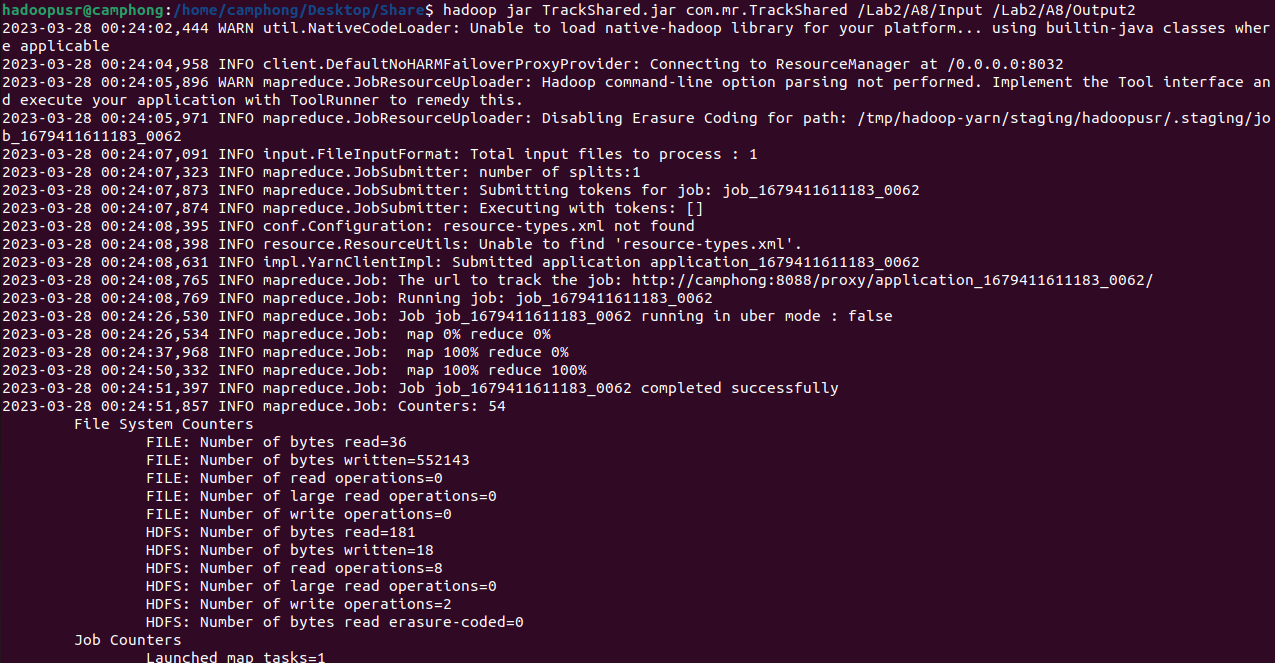 hadoopusr@camphong:/home/camphong/Desktop/Share$ hadoop jar TrackShared.jar com.mr.TrackShared /Lab2/A8/Input /Lab2/A8/Output2
2023-03-28 00:24:02,444 WARN util.NativeCodeLoader: Unable to load native-hadoop library for your platform... using builtin-java classes wher
e applicable
2023-03-28 00:24:04,958 INFO client.DefaultNoHARMFailoverProxyProvider: Connecting to ResourceManager at /0.0.0.0:8032
2023-03-28 00:24:05,896 WARN mapreduce.JobResourceUploader: Hadoop command-line option parsing not performed. Implement the Tool interface an
d execute your application with ToolRunner to remedy this.
2023-03-28 00:24:05,971 INFO mapreduce.JobResourceUploader: Disabling Erasure Coding for path: /tmp/hadoop-yarn/staging/hadoopusr/.staging/jo
b_1679411611183_0062
2023-03-28 00:24:07,091 INFO input.FileInputFormat: Total input files to process : 1
2023-03-28 00:24:07,323 INFO mapreduce.JobSubmitter: number of splits:1
2023-03-28 00:24:07,873 INFO mapreduce.JobSubmitter: Submitting tokens for job: job_1679411611183_0062
2023-03-28 00:24:07,874 INFO mapreduce.JobSubmitter: Executing with tokens: []
2023-03-28 00:24:08,395 INFO conf.Configuration: resource-types.xml not found
2023-03-28 00:24:08,398 INFO resource.ResourceUtils: Unable to find 'resource-types.xml'.
2023-03-28 00:24:08,631 INFO impl.YarnClientImpl: Submitted application application_1679411611183_0062
2023-03-28 00:24:08,765 INFO mapreduce.Job: The url to track the job: http://camphong:8088/proxy/application_1679411611183_0062/
2023-03-28 00:24:08,769 INFO mapreduce.Job: Running job: job_1679411611183_0062
2023-03-28 00:24:26,530 INFO mapreduce.Job: Job job_1679411611183_0062 running in uber mode : false
2023-03-28 00:24:26,534 INFO mapreduce.Job:  map 0% reduce 0%
2023-03-28 00:24:37,968 INFO mapreduce.Job:  map 100% reduce 0%
2023-03-28 00:24:50,332 INFO mapreduce.Job:  map 100% reduce 100%
2023-03-28 00:24:51,397 INFO mapreduce.Job: Job job_1679411611183_0062 completed successfully
2023-03-28 00:24:51,857 INFO mapreduce.Job: Counters: 54
File System Counters
FILE: Number of bytes read=36
FILE: Number of bytes written=552143
FILE: Number of read operations=0
FILE: Number of large read operations=0
FILE: Number of write operations=0
HDFS: Number of bytes read=181
HDFS: Number of bytes written=18
HDFS: Number of read operations=8
HDFS: Number of large read operations=0
HDFS: Number of write operations=2
HDFS: Number of bytes read erasure-coded=0
Job Counters
Launched map tasks=1